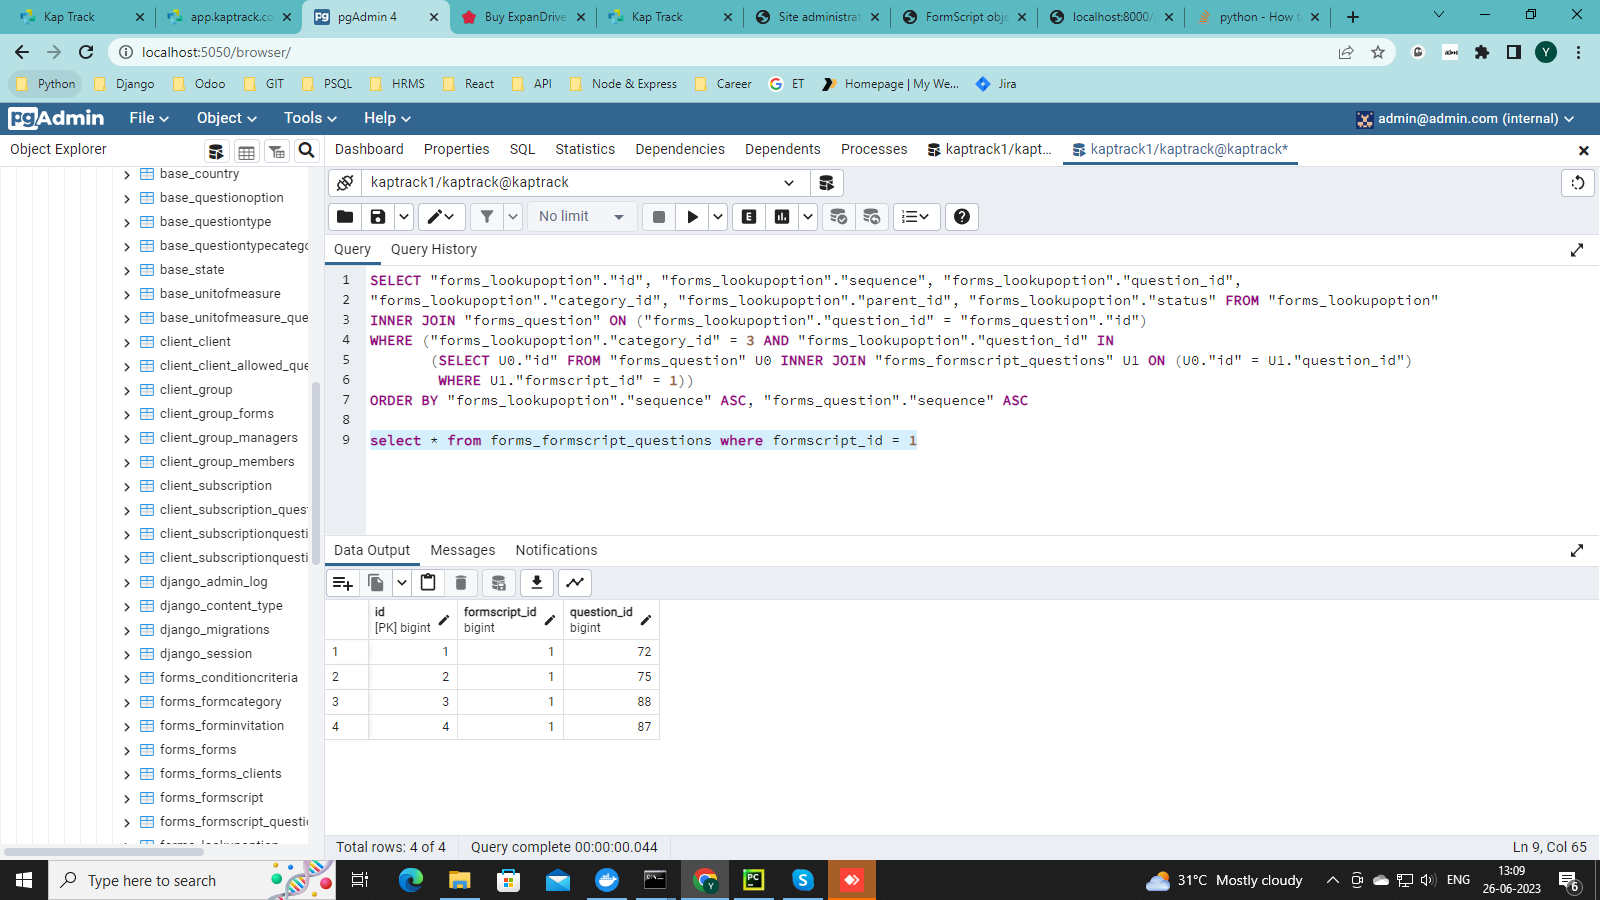 Kap Track
app.kaptrack.co
pgAdmin 4
Buy ExpanDrive
Kap Track
Site administrat
FormScript obje
localhost:8000/
python - How t
localhost:5050/browser/
Y
Python
Django
Odoo
GIT
PSQL
HRMS
React
API
Node & Express
Career
ET
Homepage | My We...
Jira
pgAdmin
File
Object
Tools
Help
admin@admin.com (internal)
Object Explorer
Dashboard
Properties
SQL
Statistics
Dependencies
Dependents
Processes
kaptrack1/kapt...
kaptrack1/kaptrack@kaptrack*
base_country
base_questionoption
base_questiontype
base_questiontypecatego
base_state
base_unitofmeasure
base_unitofmeasure_que
client_client
client_client_allowed_que
client_group
client_group_forms
client_group_managers
client_group_members
client_subscription
client_subscription_ques
client_subscriptionquesti
client_subscriptionquesti
django_admin_log
django_content_type
django_migrations
django_session
forms_conditioncriteria
forms_formcategory
forms_forminvitation
forms_forms
forms_forms_clients
forms_formscript
forms_formscript_questi
kaptrack1/kaptrack@kaptrack
No limit
E
Query
Query History
1 SELECT "forms_lookupoption"."id", "forms_lookupoption"."sequence", "forms_lookupoption"."question_id",
2 "forms_lookupoption"."category_id", "forms_lookupoption"."parent_id", "forms_lookupoption"."status" FROM "forms_lookupoption"
3 INNER JOIN "forms_question" ON ("forms_lookupoption"."question_id" = "forms_question"."id")
4 WHERE ("forms_lookupoption"."category_id" = 3 AND "forms_lookupoption"."question_id" IN
5 (SELECT U0."id" FROM "forms_question" U0 INNER JOIN "forms_formscript_questions" U1 ON (U0."id" = U1."question_id")
6 WHERE U1."formscript_id" = 1))
7 ORDER BY "forms_lookupoption"."sequence" ASC, "forms_question"."sequence" ASC
8
9 select * from forms_formscript_questions where formscript_id = 1
Data Output
Messages
Notifications
id
[PK] bigint
formscript_id
bigint
question_id
bigint
1 1 1 72
2 2 1 75
3 3 1 88
4 4 1 87
Total rows: 4 of 4
Query complete 00:00:00.044
Ln 9, Col 65
Type here to search
31°C Mostly cloudy
ENG
13:09
26-06-2023
6